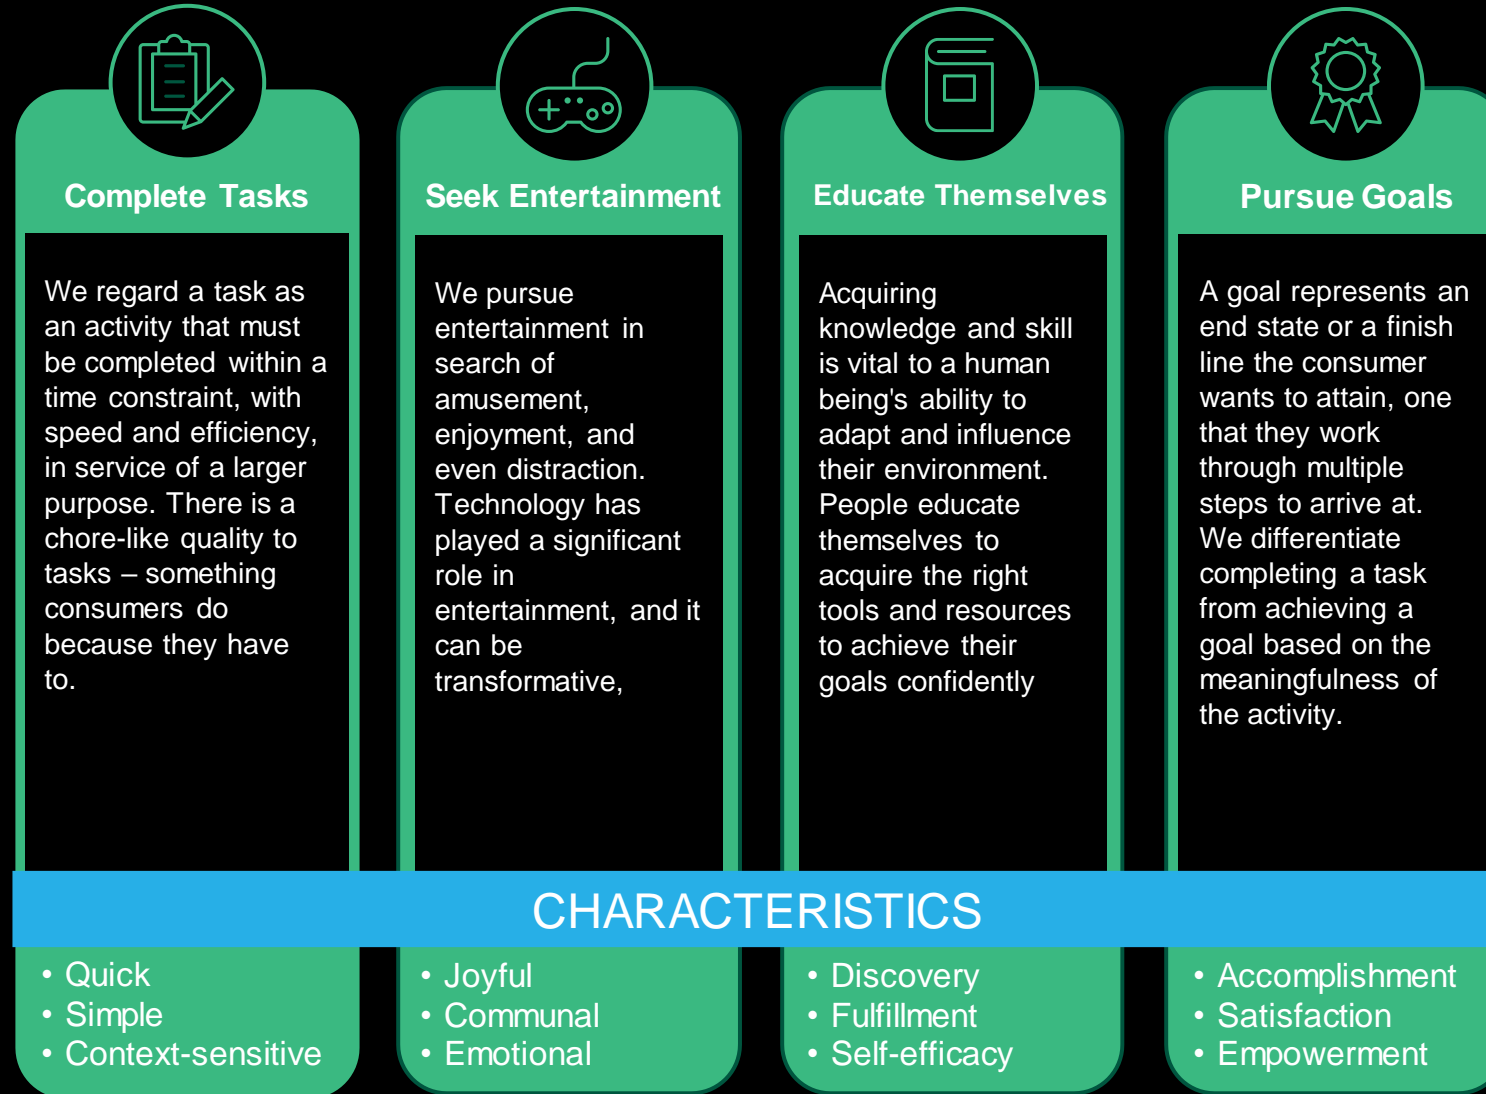 Complete Tasks
We regard a task as
an activity that must
be completed within a
time constraint, with
speed and efficiency,
in service of a larger
purpose. There is a
chore-like quality to
tasks – something
consumers do
because they have
to.
Seek Entertainment
We pursue
entertainment in
search of
amusement,
enjoyment, and
even distraction.
Technology has
played a significant
role in
entertainment, and it
can be
transformative,
Educate Themselves
Acquiring
knowledge and skill
is vital to a human
being's ability to
adapt and influence
their environment.
People educate
themselves to
acquire the right
tools and resources
to achieve their
goals confidently
Pursue Goals
A goal represents an
end state or a finish
line the consumer
wants to attain, one
that they work
through multiple
steps to arrive at.
We differentiate
completing a task
from achieving a
goal based on the
meaningfulness of
the activity.
CHARACTERISTICS
• Quick
• Simple
• Context-sensitive
• Joyful
• Communal
• Emotional
• Discovery
• Fulfillment
• Self-efficacy
• Accomplishment
• Satisfaction
• Empowerment